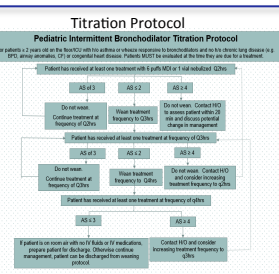 Titration Protocol
Pediatric Intermittent Bronchodilator Titration Protocol
patients ≥ 2 years old on the floor/ICU with h/o asthma or wheeze responsive to bronchodilators and no h/o chronic lung disease (e.g.
BPD, airway anomalies, CF) or congenital heart disease. Patients MUST be evaluated at the time they are due for a treatment.
Patient has received at least one treatment with 6 puffs MDI or 1 vial nebulized Q2hrs.
AS of 3
AS ≤ 2
AS ≥ 4
Do not wean.
Continue treatment at
frequency of Q2hrs
Wean treatment
frequency to Q3hrs
Do not wean. Contact H/O
to assess patient within 20
min and discuss potential
change in management
Patient has received at least one treatment at frequency of Q3hrs
AS of 3
AS ≤ 2
AS ≥ 4
Do not wean.
Continue treatment at
frequency of Q3hrs
Wean treatment
frequency to Q4hrs
Do not wean. Contact H/O
and consider increasing
treatment frequency to q2hrs
Patient has received at least one treatment at frequency of q4hrs
AS ≤ 3
AS ≥ 4
If patient is on room air with no IV fluids or IV medications,
prepare patient for discharge. Otherwise continue
management, patient can be discharged from weaning
protocol.
Contact H/O and consider
increasing treatment frequency to
q3hrs